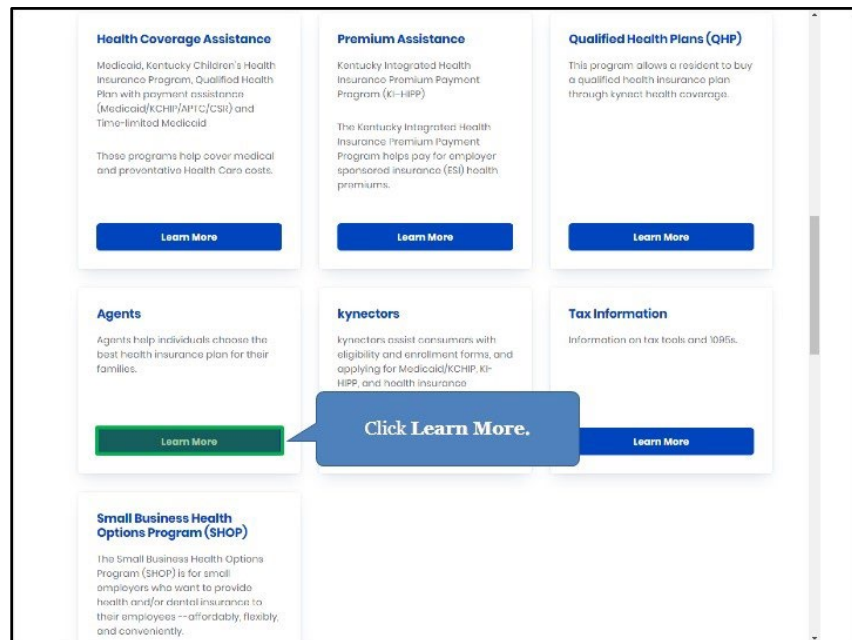 Health Coverage Assistance
Medicaid, Kentucky Children's Health
Insurance Program, Qualified Health
Plan with payment assistance
(Medicaid/KCHIP/APTC/CSR) and
Time-limited Medicaid
These programs help cover medical
and preventative Health Care costs.
Learn More
Premium Assistance
Kentucky Integrated Health
Insurance Premium Payment
Program (KI-HIPP)
The Kentucky Integrated Health
Insurance Premium Payment
Program helps pay for employer
sponsored insurance (ESI) health
premiums.
Learn More
Qualified Health Plans (QHP)
This program allows a resident to buy
a qualified health insurance plan
through kynect health coverage.
Learn More
Agents
Agents help individuals choose the
best health insurance plan for their
families.
Learn More
kynectors
kynectors assist consumers with
eligibility and enrollment forms, and
applying for Medicaid/KCHIP, KI-
HIPP, and health insurance
Click Learn More.
Tax Information
Information on tax tools and 1095s.
Learn More
Small Business Health
Options Program (SHOP)
The Small Business Health Options
Program (SHOP) is for small
employers who want to provide
health and/or dental insurance to
their employees --affordably, flexibly,
and conveniently.